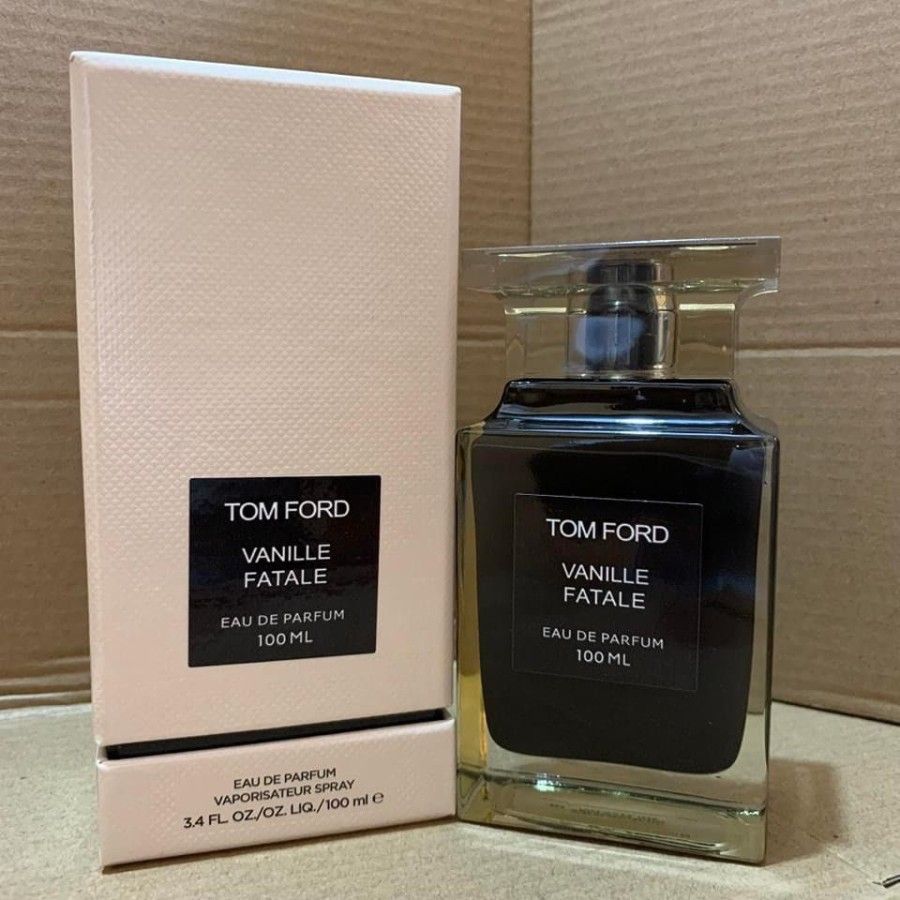 TOM FORD
VANILLE
FATALE
EAU DE PARFUM
100 ML
EAU DE PARFUM
VAPORISATEUR SPRAY
3.4 FL. OZ./OZ. LIQ./100 ml ℮
TOM FORD
VANILLE
FATALE
EAU DE PARFUM
100 ML